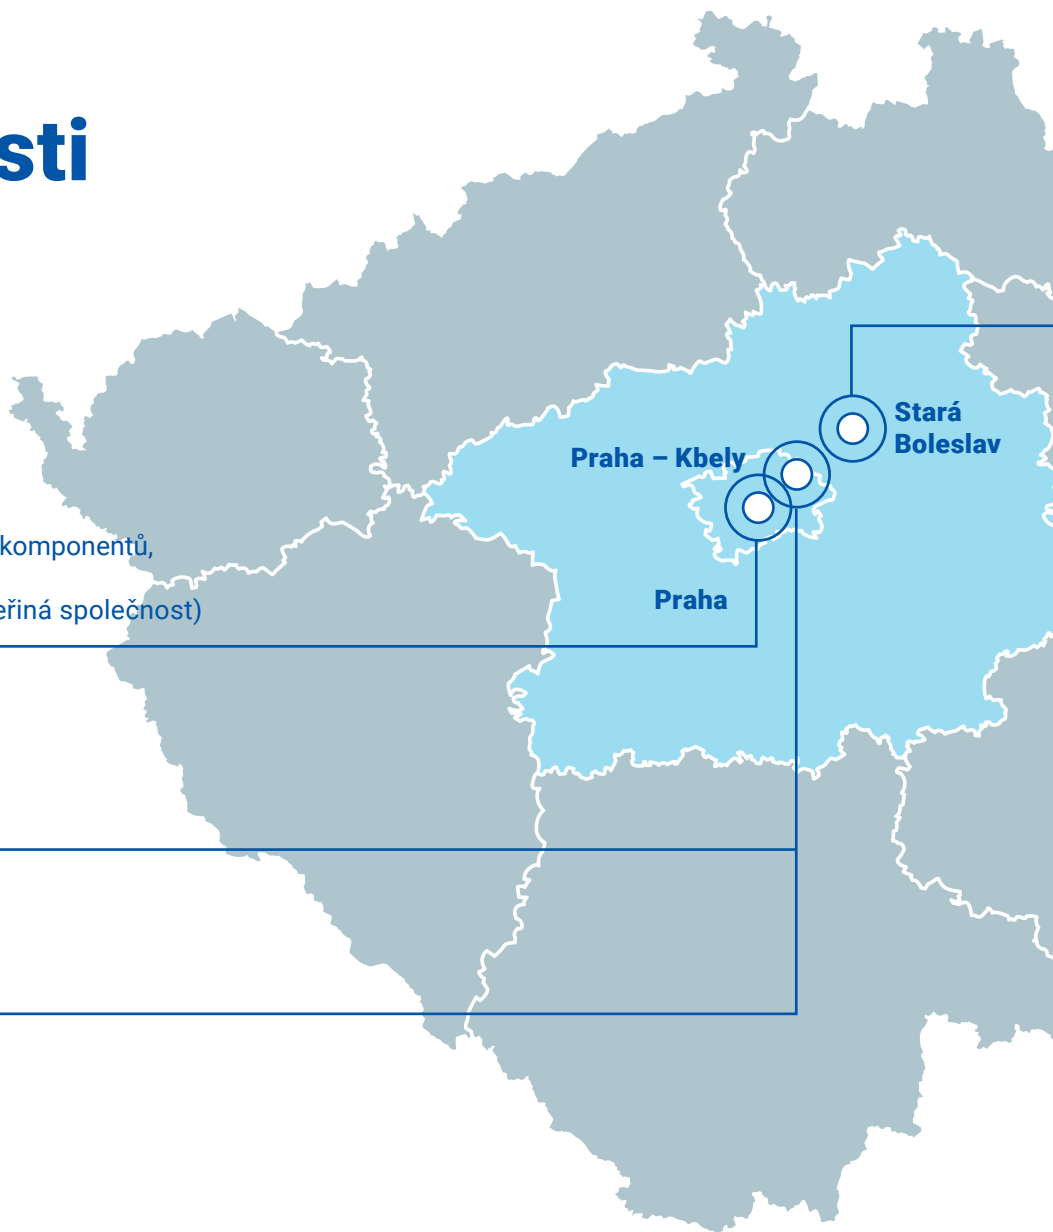 sti
Stará
Boleslav
Praha – Kbely
komponentů,
Praha
eřiná společnost)